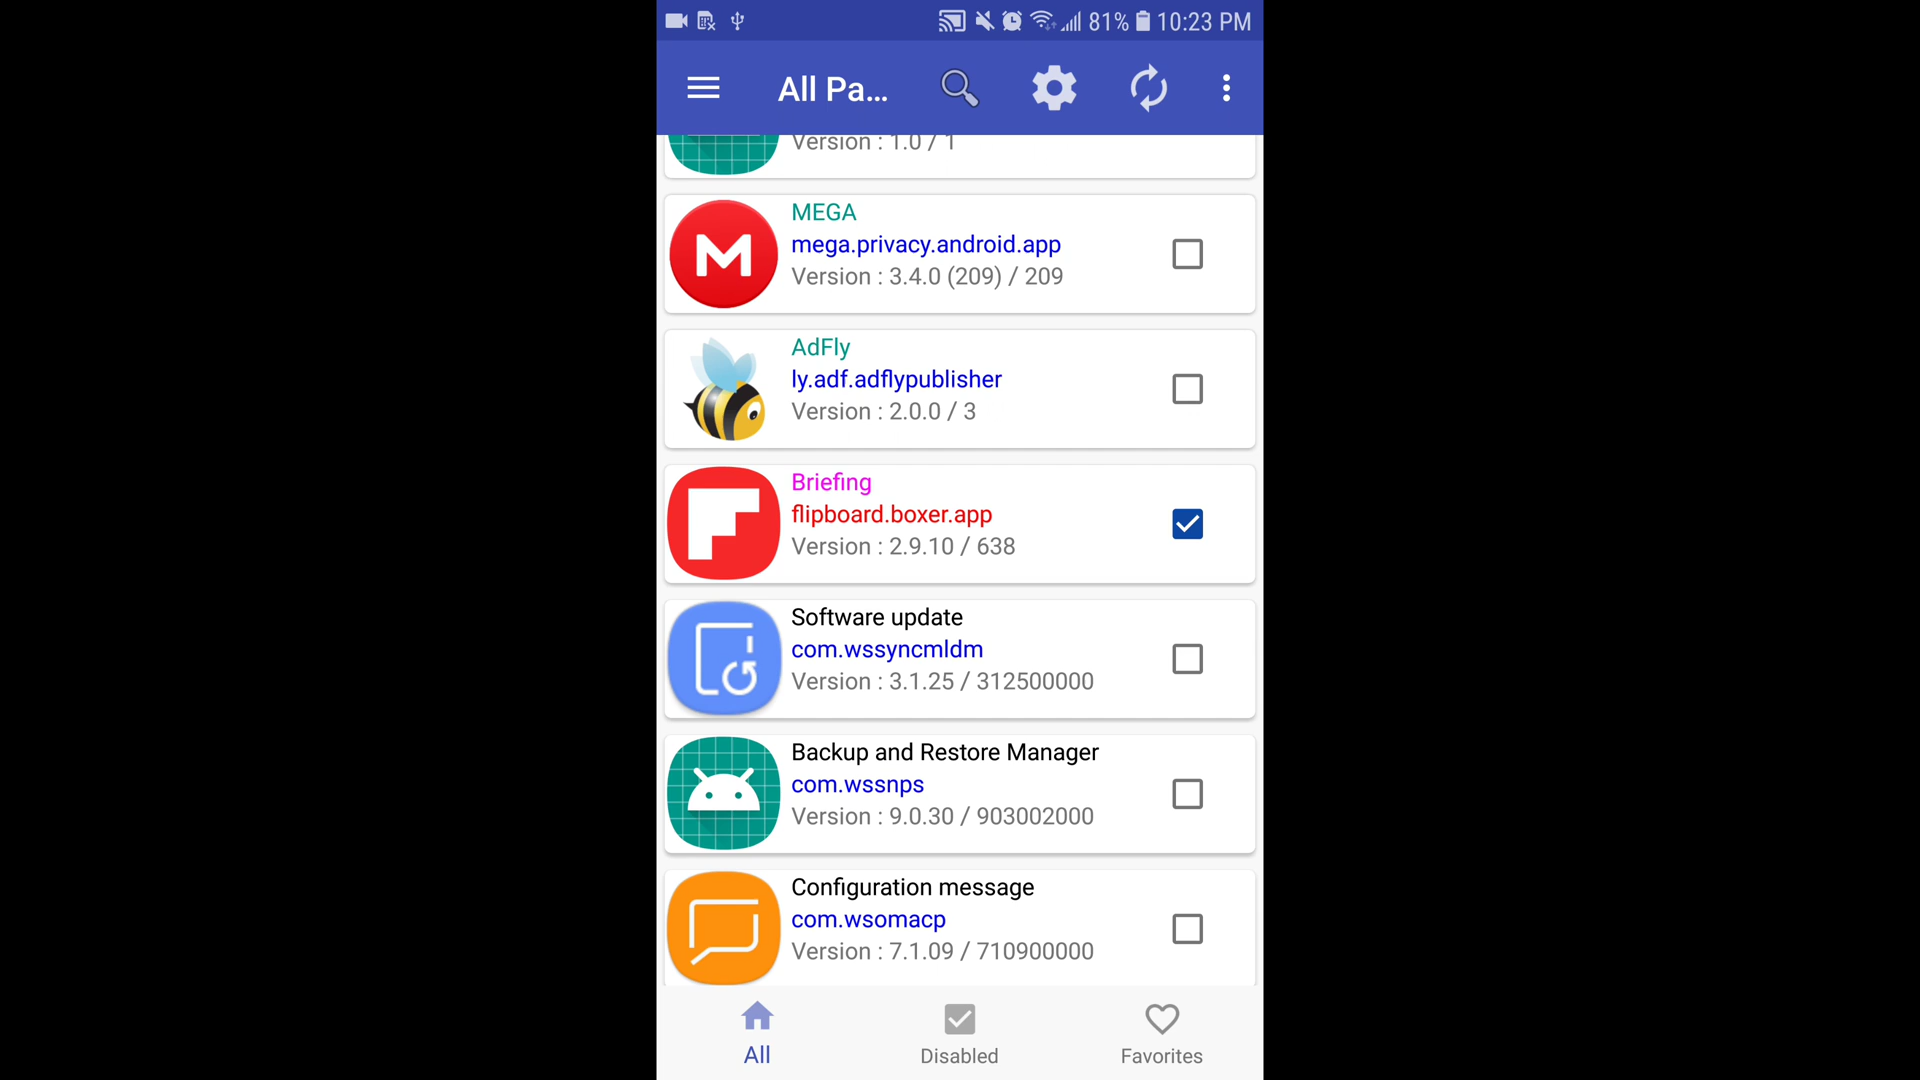 81% 10:23 PM
All Pa...
Version : 1.0 / 1
MEGA
mega.privacy.android.app
Version : 3.4.0 (209) / 209
AdFly
ly.adf.adflypublisher
Version : 2.0.0 / 3
Briefing
flipboard.boxer.app
Version : 2.9.10 / 638
Software update
com.wssyncmldm
Version : 3.1.25 / 312500000
Backup and Restore Manager
com.wssnps
Version : 9.0.30 / 903002000
Configuration message
com.wsomacp
Version : 7.1.09 / 710900000
All Disabled Favorites